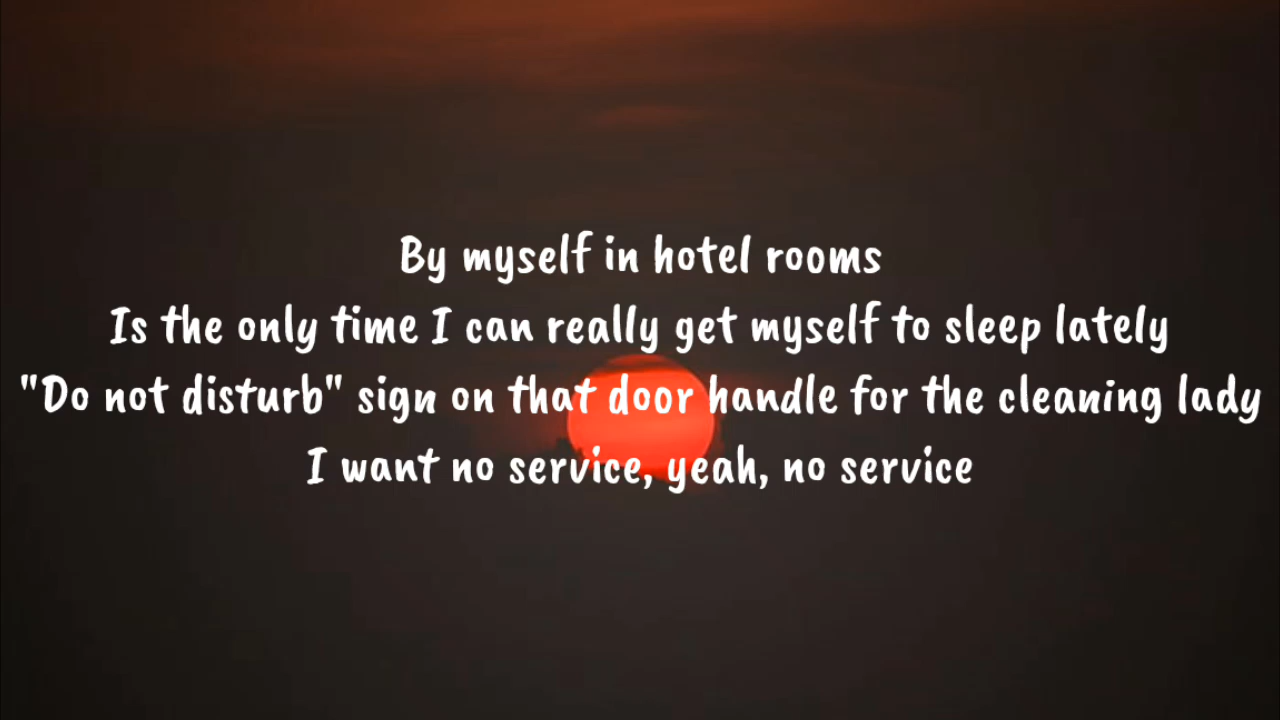 By myself in hotel rooms
Is the only time I can really get myself to sleep lately
"Do not disturb" sign on that door handle for the cleaning lady
I want no service, yeah, no service